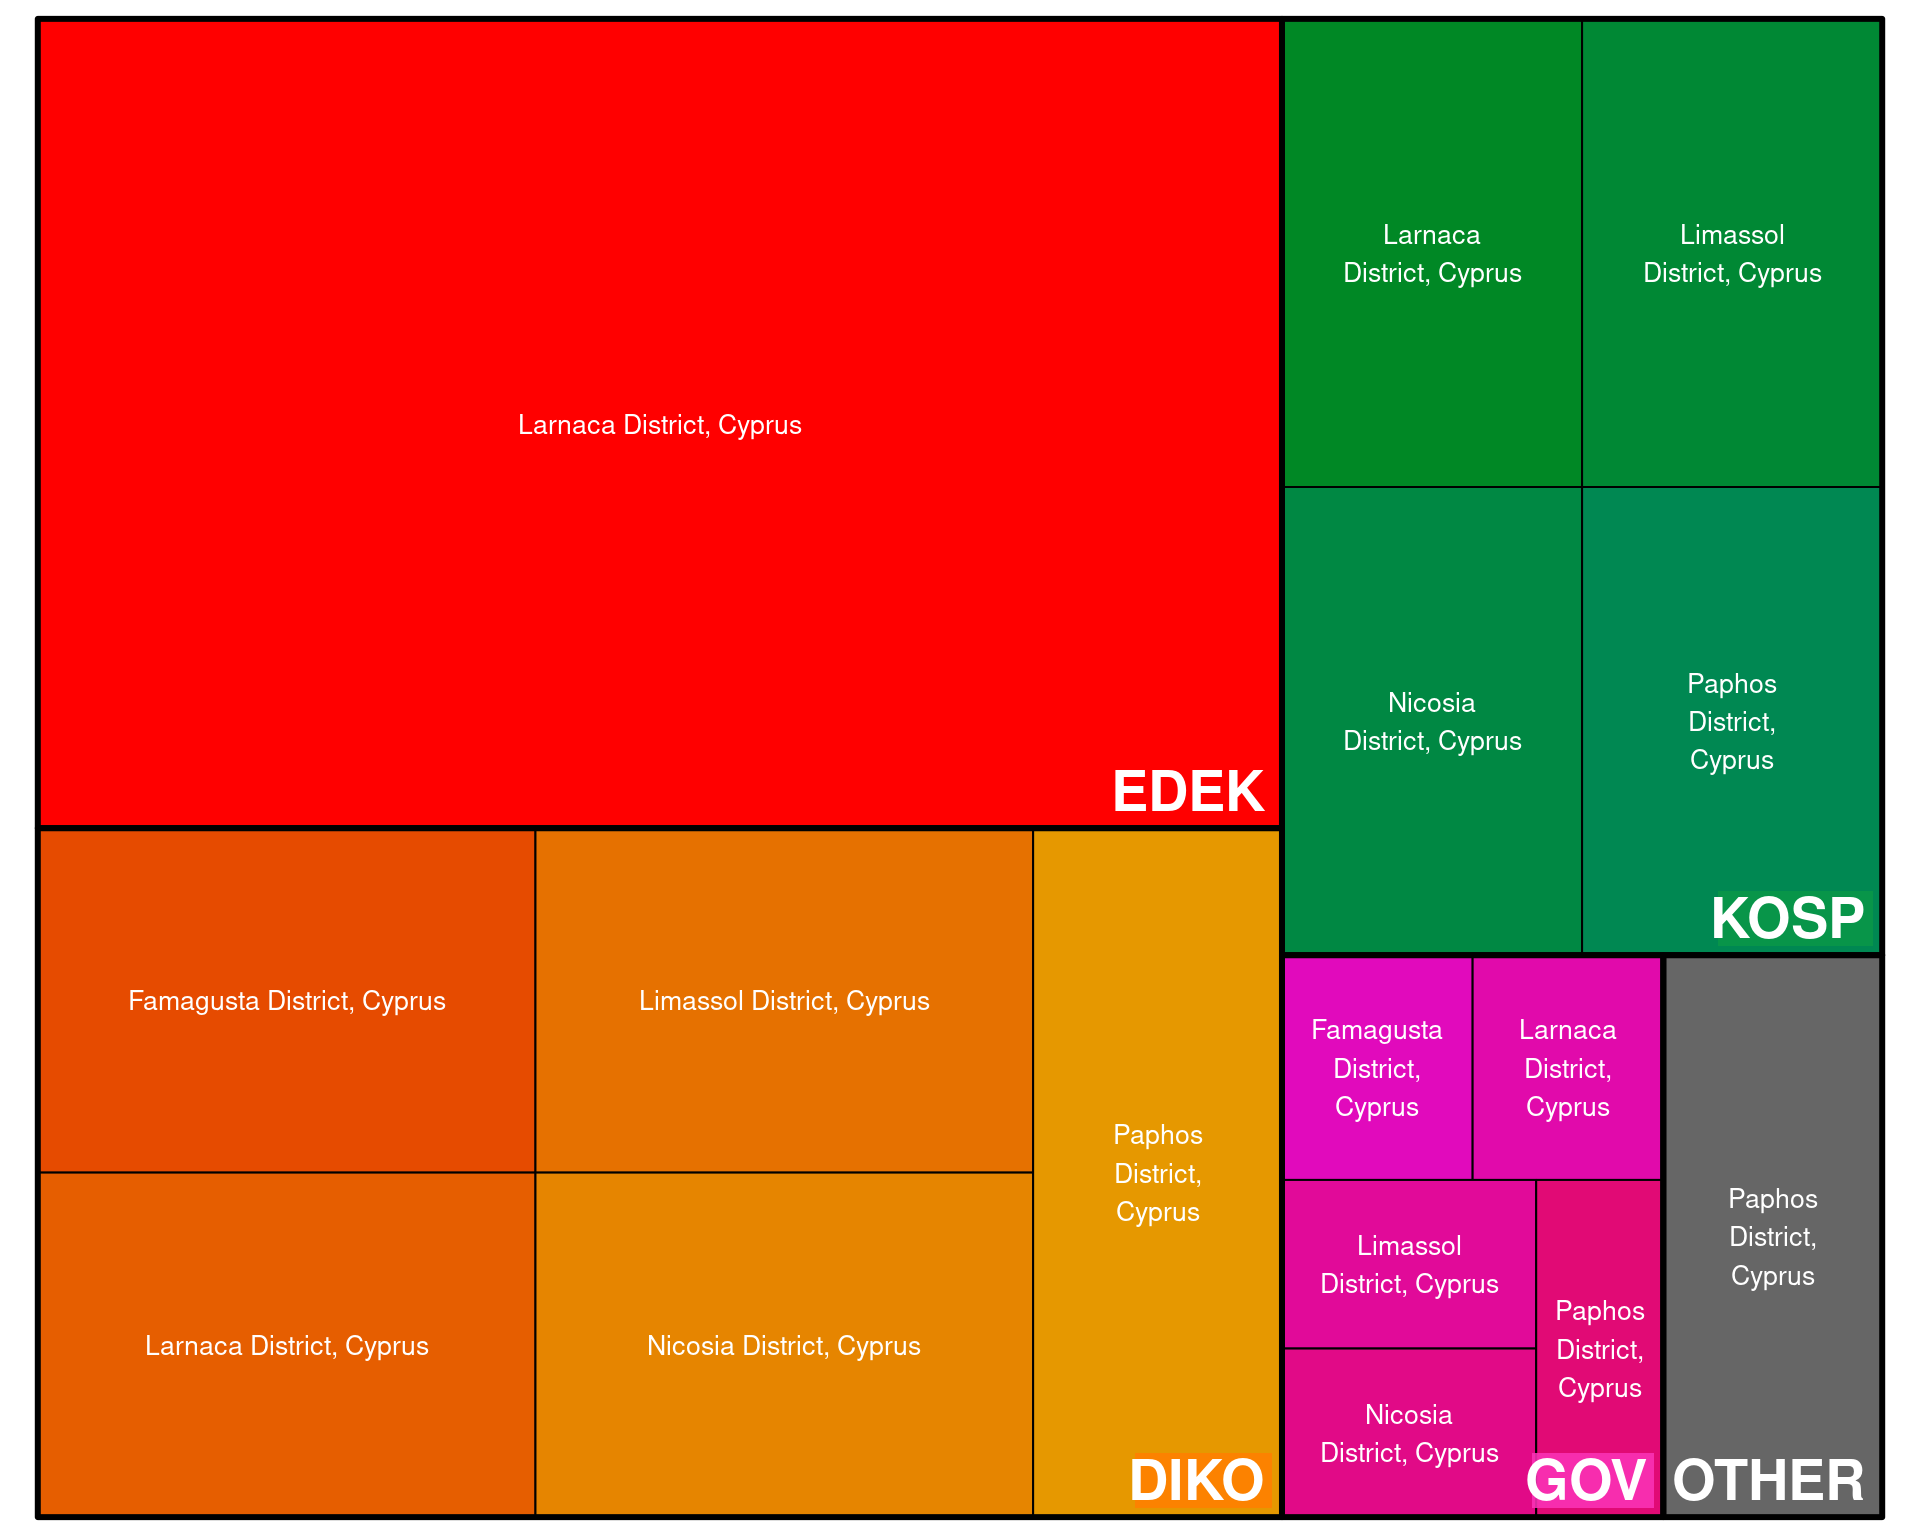 Larnaca District, Cyprus
EDEK
Larnaca
District, Cyprus
Limassol
District, Cyprus
Nicosia
District, Cyprus
Paphos
District,
Cyprus
KOSP
Famagusta District, Cyprus
Limassol District, Cyprus
Larnaca District, Cyprus
Nicosia District, Cyprus
Paphos
District,
Cyprus
DIKO
Famagusta
District,
Cyprus
Larnaca
District,
Cyprus
Limassol
District, Cyprus
Nicosia
District, Cyprus
Paphos
District,
Cyprus
GOV
Paphos
District,
Cyprus
OTHER